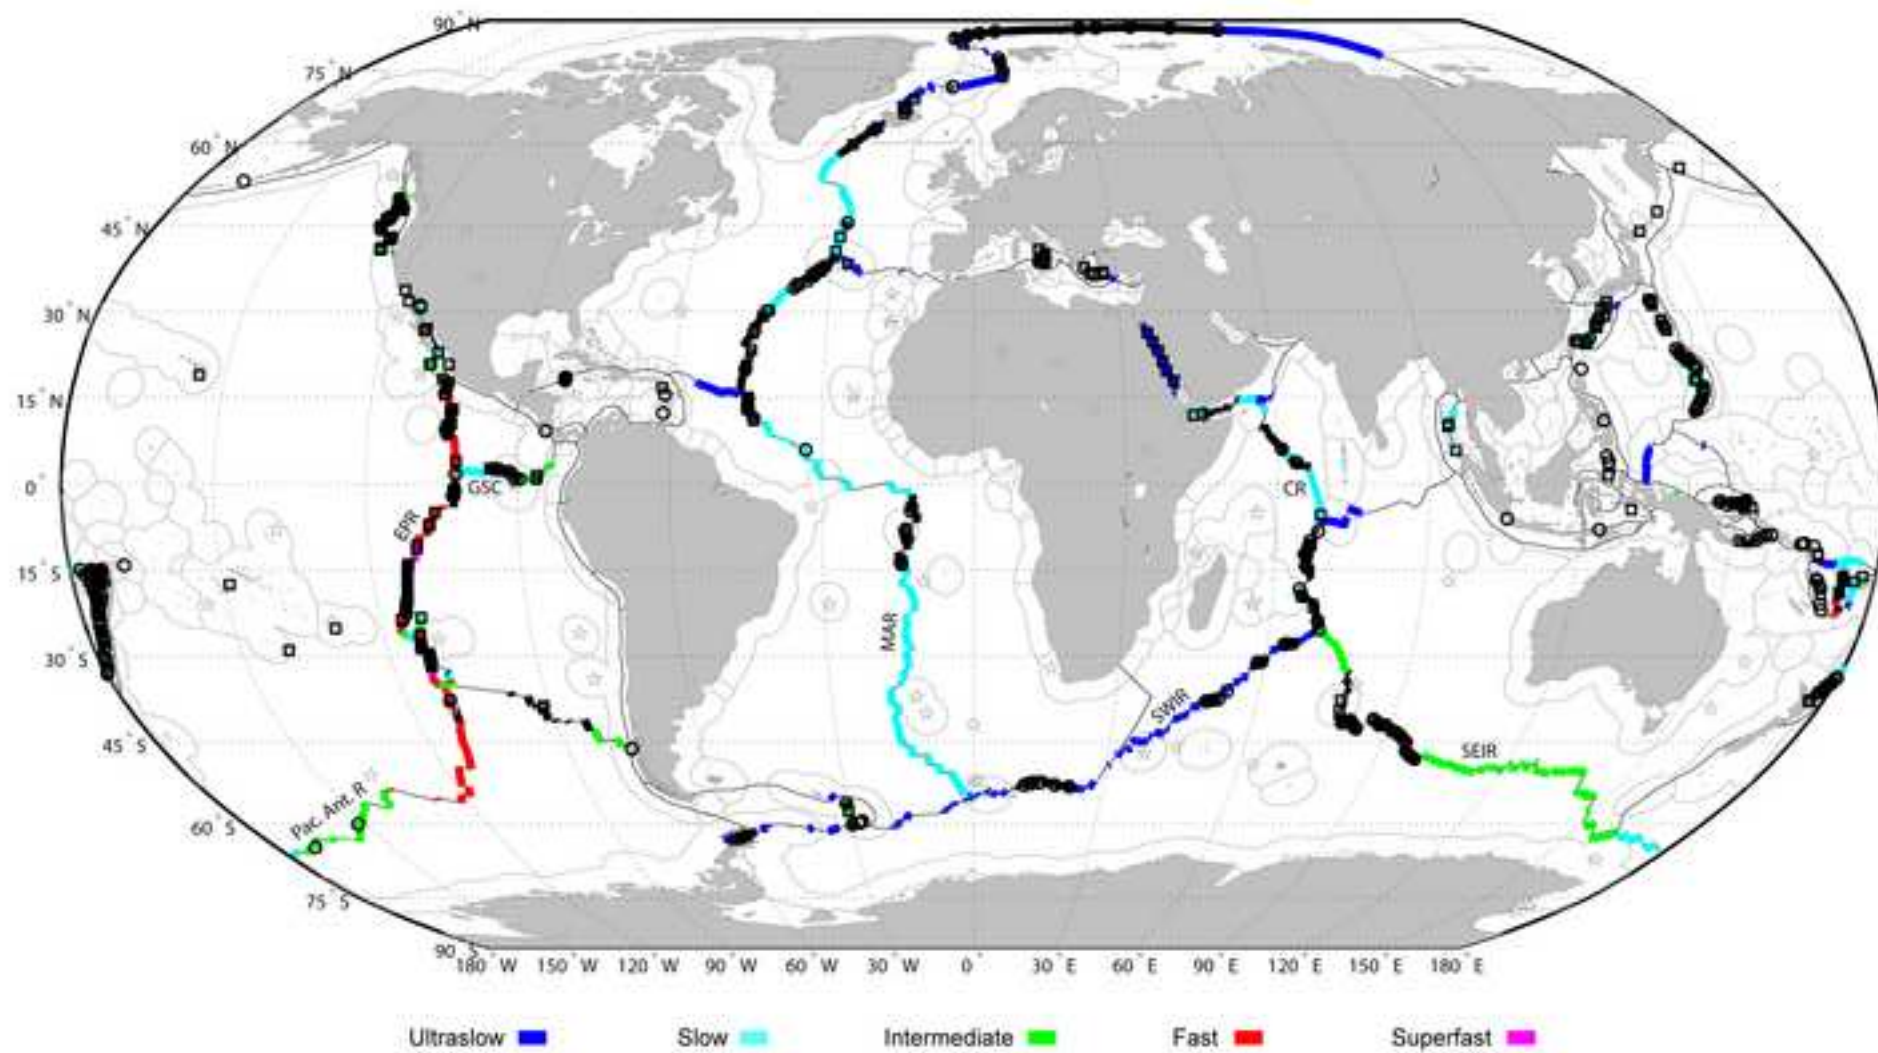 90° N
75° N
60° N
45° N
30° N
15° N
0°
15° S
30° S
45° S
60° S
75° S
90° S
GSC
EPR
CR
MAR
SWIR
SEIR
Pac. Ant. R
180° W 150° W 120° W 90° W 60° W 30° W 0° 30° E 60° E 90° E 120° E 150° E 180° E
Ultraslow Slow Intermediate Fast Superfast